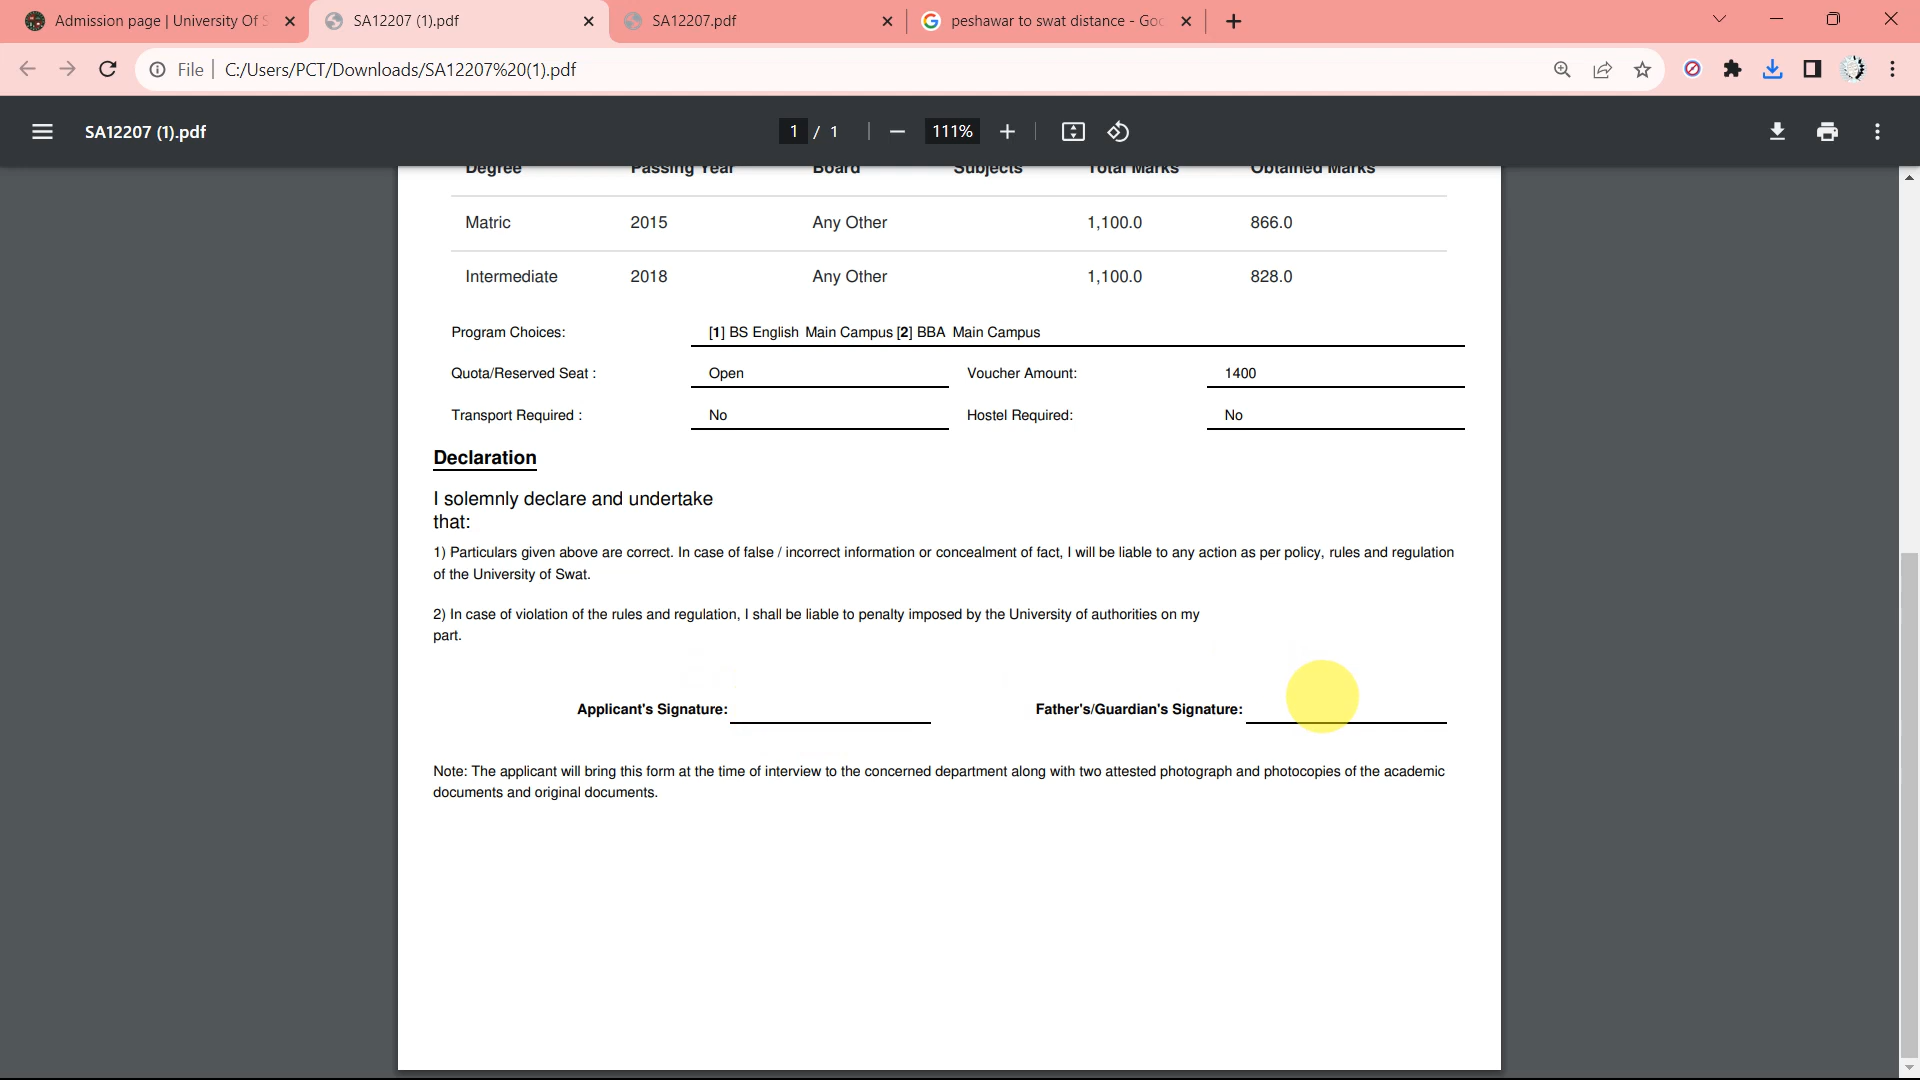 Admission page | University Of S
SA12207 (1).pdf
SA12207.pdf
peshawar to swat distance - Goo
File
C:/Users/PCT/Downloads/SA12207%20(1).pdf
SA12207 (1).pdf
1 / 1
111%
Degree Passing Year Board Subjects Total Marks Obtained Marks
Matric 2015 Any Other 1,100.0 866.0
Intermediate 2018 Any Other 1,100.0 828.0
Program Choices: [1] BS English Main Campus [2] BBA Main Campus
Quota/Reserved Seat : Open Voucher Amount: 1400
Transport Required : No Hostel Required: No
Declaration
I solemnly declare and undertake
that:
1) Particulars given above are correct. In case of false / incorrect information or concealment of fact, I will be liable to any action as per policy, rules and regulation
of the University of Swat.
2) In case of violation of the rules and regulation, I shall be liable to penalty imposed by the University of authorities on my
part.
Applicant's Signature: Father's/Guardian's Signature:
Note: The applicant will bring this form at the time of interview to the concerned department along with two attested photograph and photocopies of the academic
documents and original documents.